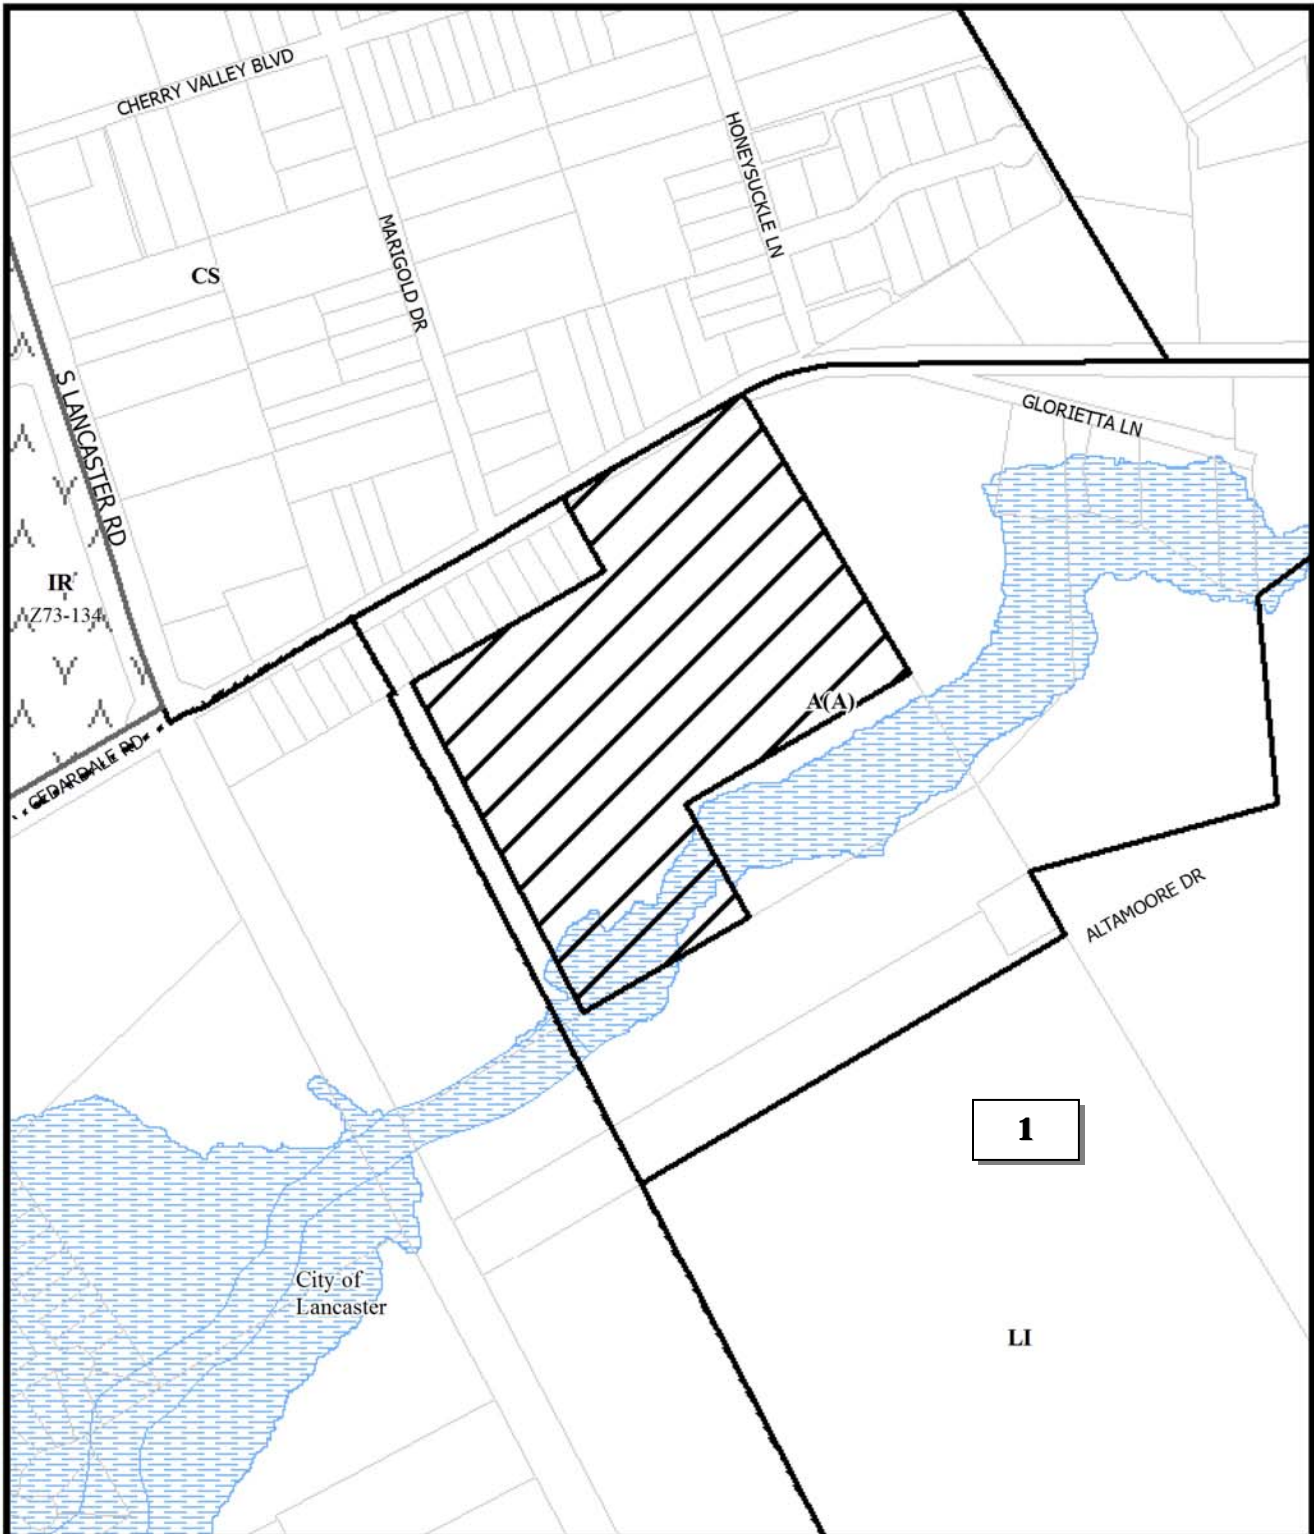 CHERRY VALLEY BLVD
HONEYSUCKLE LN
MARIGOLD DR
CS
S LANCASTER RD
GLORIETTA LN
IR
Z73-134
A(A)
CEDARDALE RD
ALTAMOORE DR
1
City of
Lancaster
LI